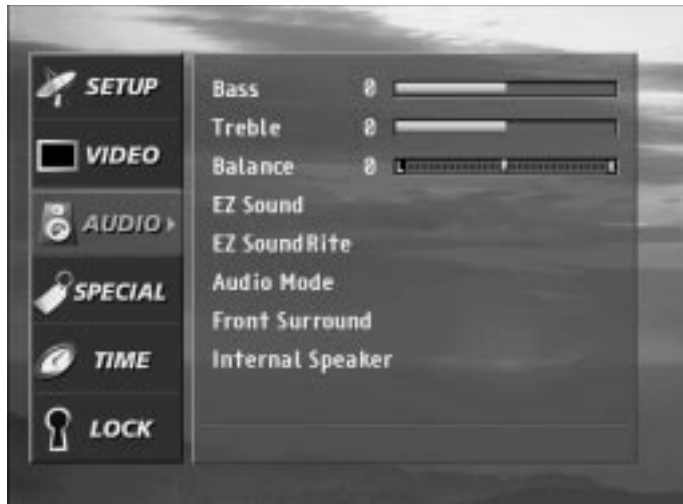 SETUP
VIDEO
AUDIO
SPECIAL
TIME
LOCK
Bass 0
Treble 0
Balance 0 L R
EZ Sound
EZ SoundRite
Audio Mode
Front Surround
Internal Speaker